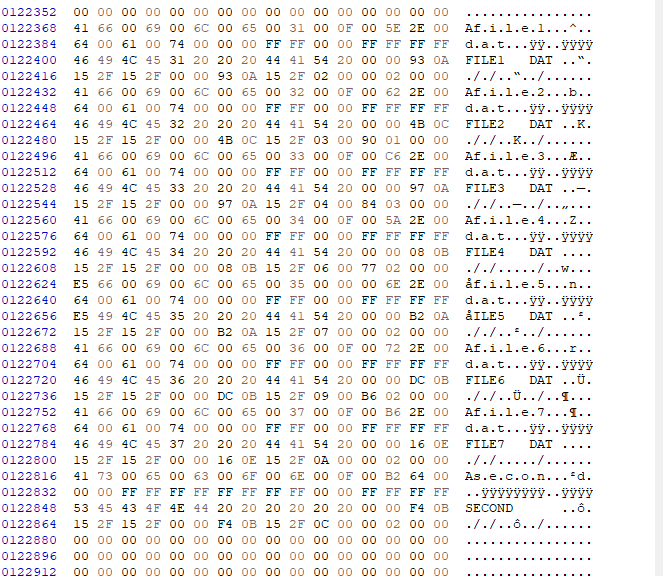 0122352 00 00 00 00 00 00 00 00 00 00 00 00 00 00 00 00 ................
0122368 41 66 00 69 00 6C 00 65 00 31 00 0F 00 5E 2E 00 Af.i.l.e.1...^..
0122384 64 00 61 00 74 00 00 00 FF FF 00 00 FF FF FF FF d.a.t...ÿÿ..ÿÿÿÿ
0122400 46 49 4C 45 31 20 20 20 44 41 54 20 00 00 93 0A FILE1   DAT ..“.
0122416 15 2F 15 2F 00 00 93 0A 15 2F 02 00 00 02 00 00 ././..“../......
0122432 41 66 00 69 00 6C 00 65 00 32 00 0F 00 62 2E 00 Af.i.l.e.2...b..
0122448 64 00 61 00 74 00 00 00 FF FF 00 00 FF FF FF FF d.a.t...ÿÿ..ÿÿÿÿ
0122464 46 49 4C 45 32 20 20 20 44 41 54 20 00 00 4B 0C FILE2   DAT ..K.
0122480 15 2F 15 2F 00 00 4B 0C 15 2F 03 00 90 01 00 00 ././..K../......
0122496 41 66 00 69 00 6C 00 65 00 33 00 0F 00 C6 2E 00 Af.i.l.e.3...Æ..
0122512 64 00 61 00 74 00 00 00 FF FF 00 00 FF FF FF FF d.a.t...ÿÿ..ÿÿÿÿ
0122528 46 49 4C 45 33 20 20 20 44 41 54 20 00 00 97 0A FILE3   DAT ..—.
0122544 15 2F 15 2F 00 00 97 0A 15 2F 04 00 84 03 00 00 ././..—../..„...
0122560 41 66 00 69 00 6C 00 65 00 34 00 0F 00 5A 2E 00 Af.i.l.e.4...Z..
0122576 64 00 61 00 74 00 00 00 FF FF 00 00 FF FF FF FF d.a.t...ÿÿ..ÿÿÿÿ
0122592 46 49 4C 45 34 20 20 20 44 41 54 20 00 00 08 0B FILE4   DAT ....
0122608 15 2F 15 2F 00 00 08 0B 15 2F 06 00 77 02 00 00 ././...../..w...
0122624 E5 66 00 69 00 6C 00 65 00 35 00 00 00 6E 2E 00 åf.i.l.e.5...n..
0122640 64 00 61 00 74 00 00 00 FF FF 00 00 FF FF FF FF d.a.t...ÿÿ..ÿÿÿÿ
0122656 E5 49 4C 45 35 20 20 20 44 41 54 20 00 00 B2 0A åILE5   DAT ..².
0122672 15 2F 15 2F 00 00 B2 0A 15 2F 07 00 00 02 00 00 ././..²../......
0122688 41 66 00 69 00 6C 00 65 00 36 00 0F 00 72 2E 00 Af.i.l.e.6...r..
0122704 64 00 61 00 74 00 00 00 FF FF 00 00 FF FF FF FF d.a.t...ÿÿ..ÿÿÿÿ
0122720 46 49 4C 45 36 20 20 20 44 41 54 20 00 00 DC 0B FILE6   DAT ..Ü.
0122736 15 2F 15 2F 00 00 DC 0B 15 2F 09 00 B6 02 00 00 ././..Ü../..¶...
0122752 41 66 00 69 00 6C 00 65 00 37 00 0F 00 B6 2E 00 Af.i.l.e.7...¶..
0122768 64 00 61 00 74 00 00 00 FF FF 00 00 FF FF FF FF d.a.t...ÿÿ..ÿÿÿÿ
0122784 46 49 4C 45 37 20 20 20 44 41 54 20 00 00 16 0E FILE7   DAT ....
0122800 15 2F 15 2F 00 00 16 0E 15 2F 0A 00 00 02 00 00 ././...../......
0122816 41 73 00 65 00 63 00 6F 00 6E 00 0F 00 B2 64 00 As.e.c.o.n...²d.
0122832 00 00 FF FF FF FF FF FF FF FF 00 00 FF FF FF FF ..ÿÿÿÿÿÿÿÿ..ÿÿÿÿ
0122848 53 45 43 4F 4E 44 20 20 20 20 20 20 00 00 F4 0B SECOND      ..ô.
0122864 15 2F 15 2F 00 00 F4 0B 15 2F 0C 00 00 02 00 00 ././..ô../......
0122880 00 00 00 00 00 00 00 00 00 00 00 00 00 00 00 00 ................
0122896 00 00 00 00 00 00 00 00 00 00 00 00 00 00 00 00 ................
0122912 00 00 00 00 00 00 00 00 00 00 00 00 00 00 00 00 ................